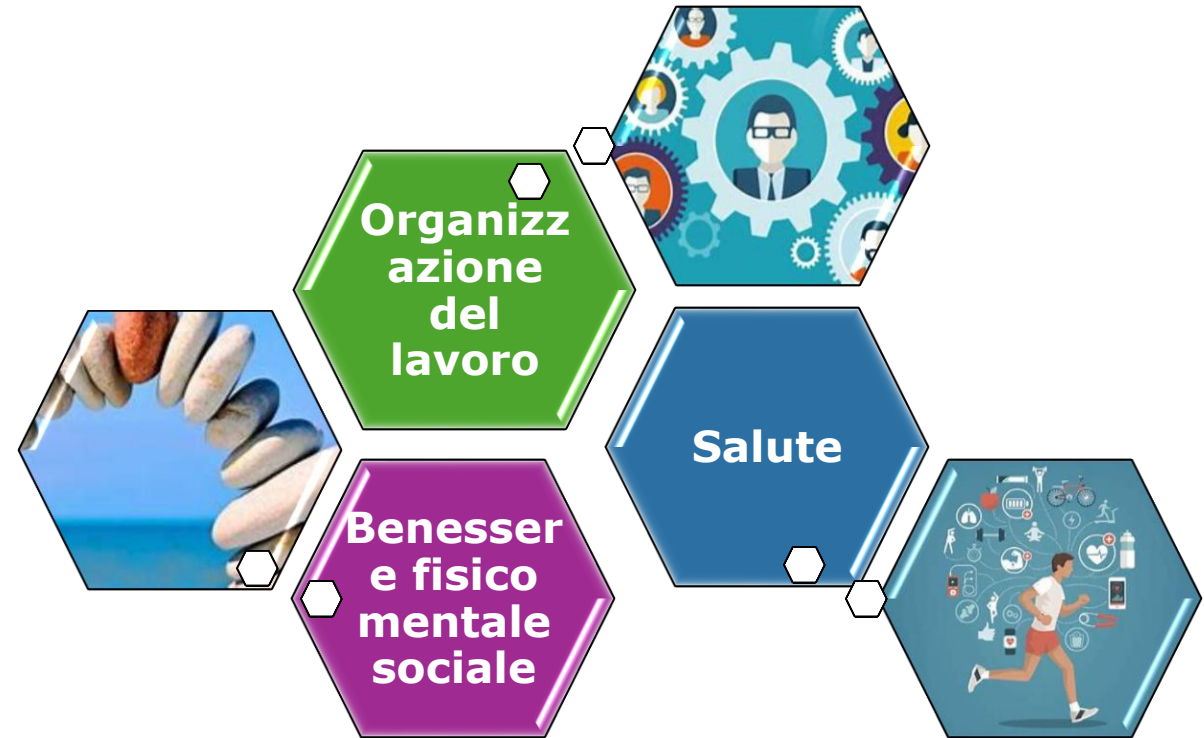 Organizz
azione
del
lavoro
Salute
Benesser
e fisico
mentale
sociale